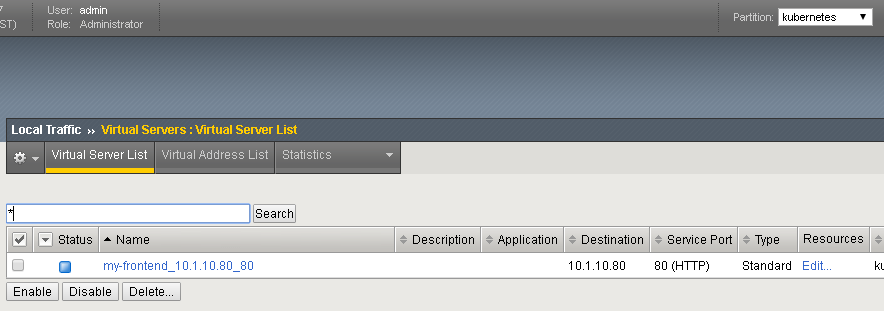 7 User: admin
ST) Role: Administrator
Partition: kubernetes
Local Traffic ›› Virtual Servers : Virtual Server List
Virtual Server List Virtual Address List Statistics
* Search
Status Name Description Application Destination Service Port Type Resources
my-frontend_10.1.10.80_80 10.1.10.80 80 (HTTP) Standard Edit... ku
Enable Disable Delete...